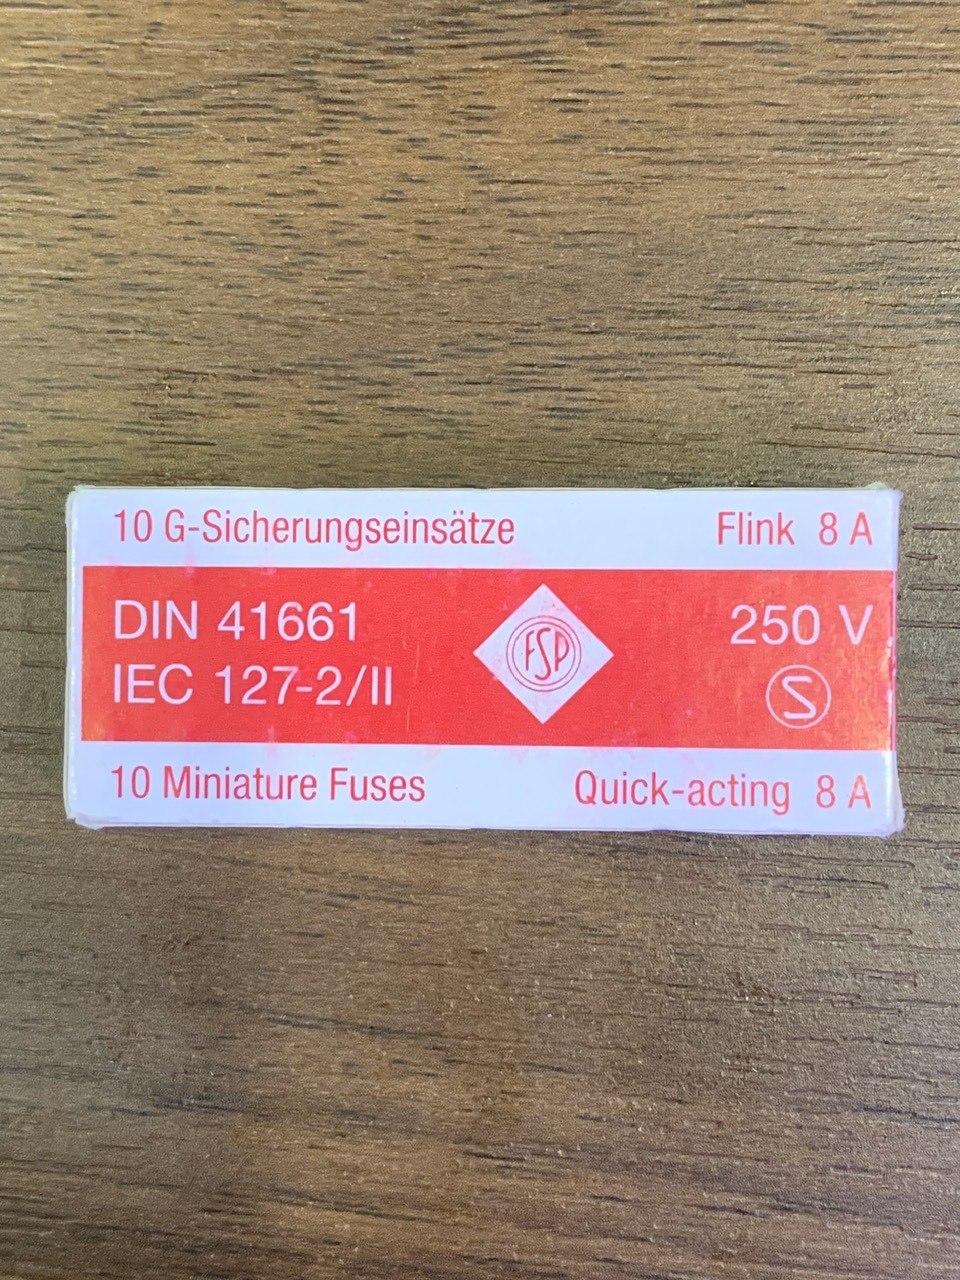 10 G-Sicherungseinsätze Flink 8 A
DIN 41661 250 V
FSP
IEC 127-2/II S
10 Miniature Fuses Quick-acting 8 A